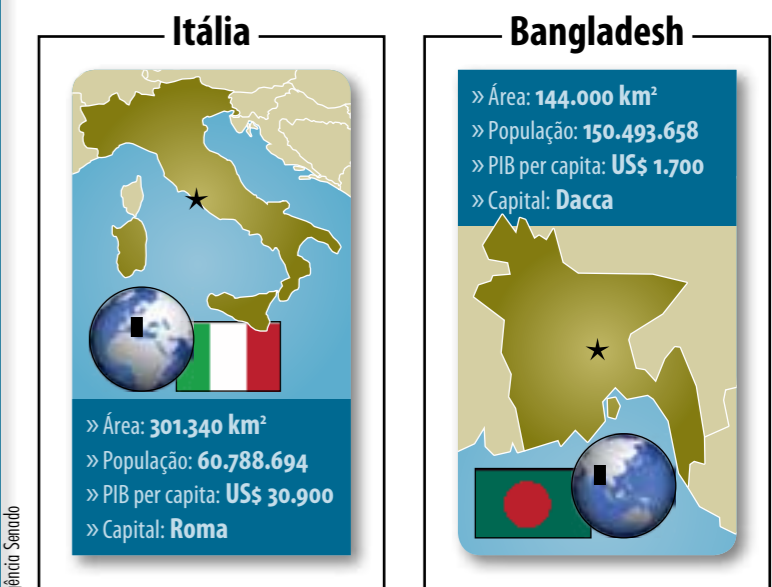 Itália
» Área: 301.340 km²
» População: 60.788.694
» PIB per capita: US$ 30.900
» Capital: Roma
Bangladesh
» Área: 144.000 km²
» População: 150.493.658
» PIB per capita: US$ 1.700
» Capital: Dacca
Senado